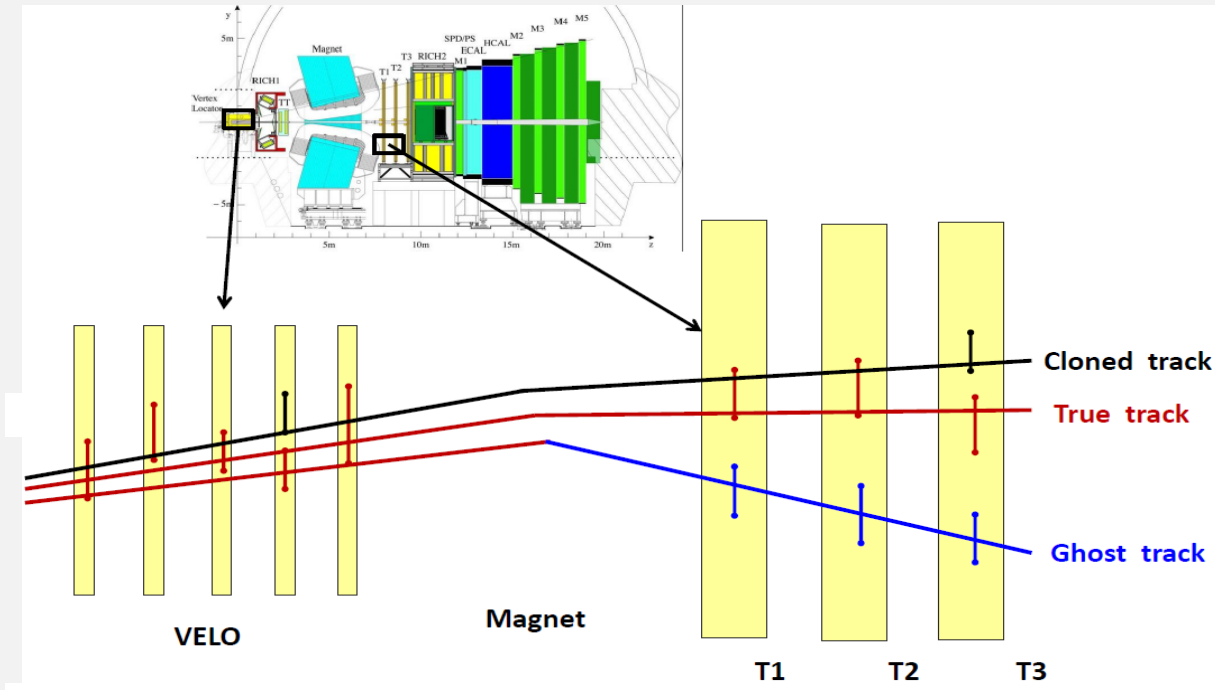 y
5m
Magnet
SPD/PS
ECAL
HCAL
M1
M2
M3
M4
M5
T1
T2
T3
RICH2
RICH1
TT
Vertex
Locator
- 5m
5m
10m
15m
20m
z
Cloned track
True track
Ghost track
VELO
Magnet
T1
T2
T3